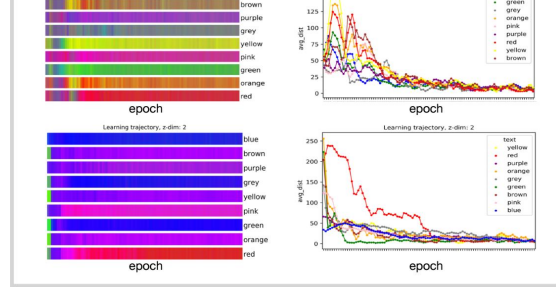 brown
purple
grey
yellow
pink
green
orange
red
epoch
125
100
75
50
25
0
avg_dist
green
grey
orange
pink
purple
red
yellow
brown
epoch
Learning trajectory, z-dim: 2
blue
brown
purple
grey
yellow
pink
green
orange
red
epoch
Learning trajectory, z-dim: 2
250
200
150
100
50
0
avg_dist
text
yellow
red
purple
orange
grey
green
brown
pink
blue
epoch